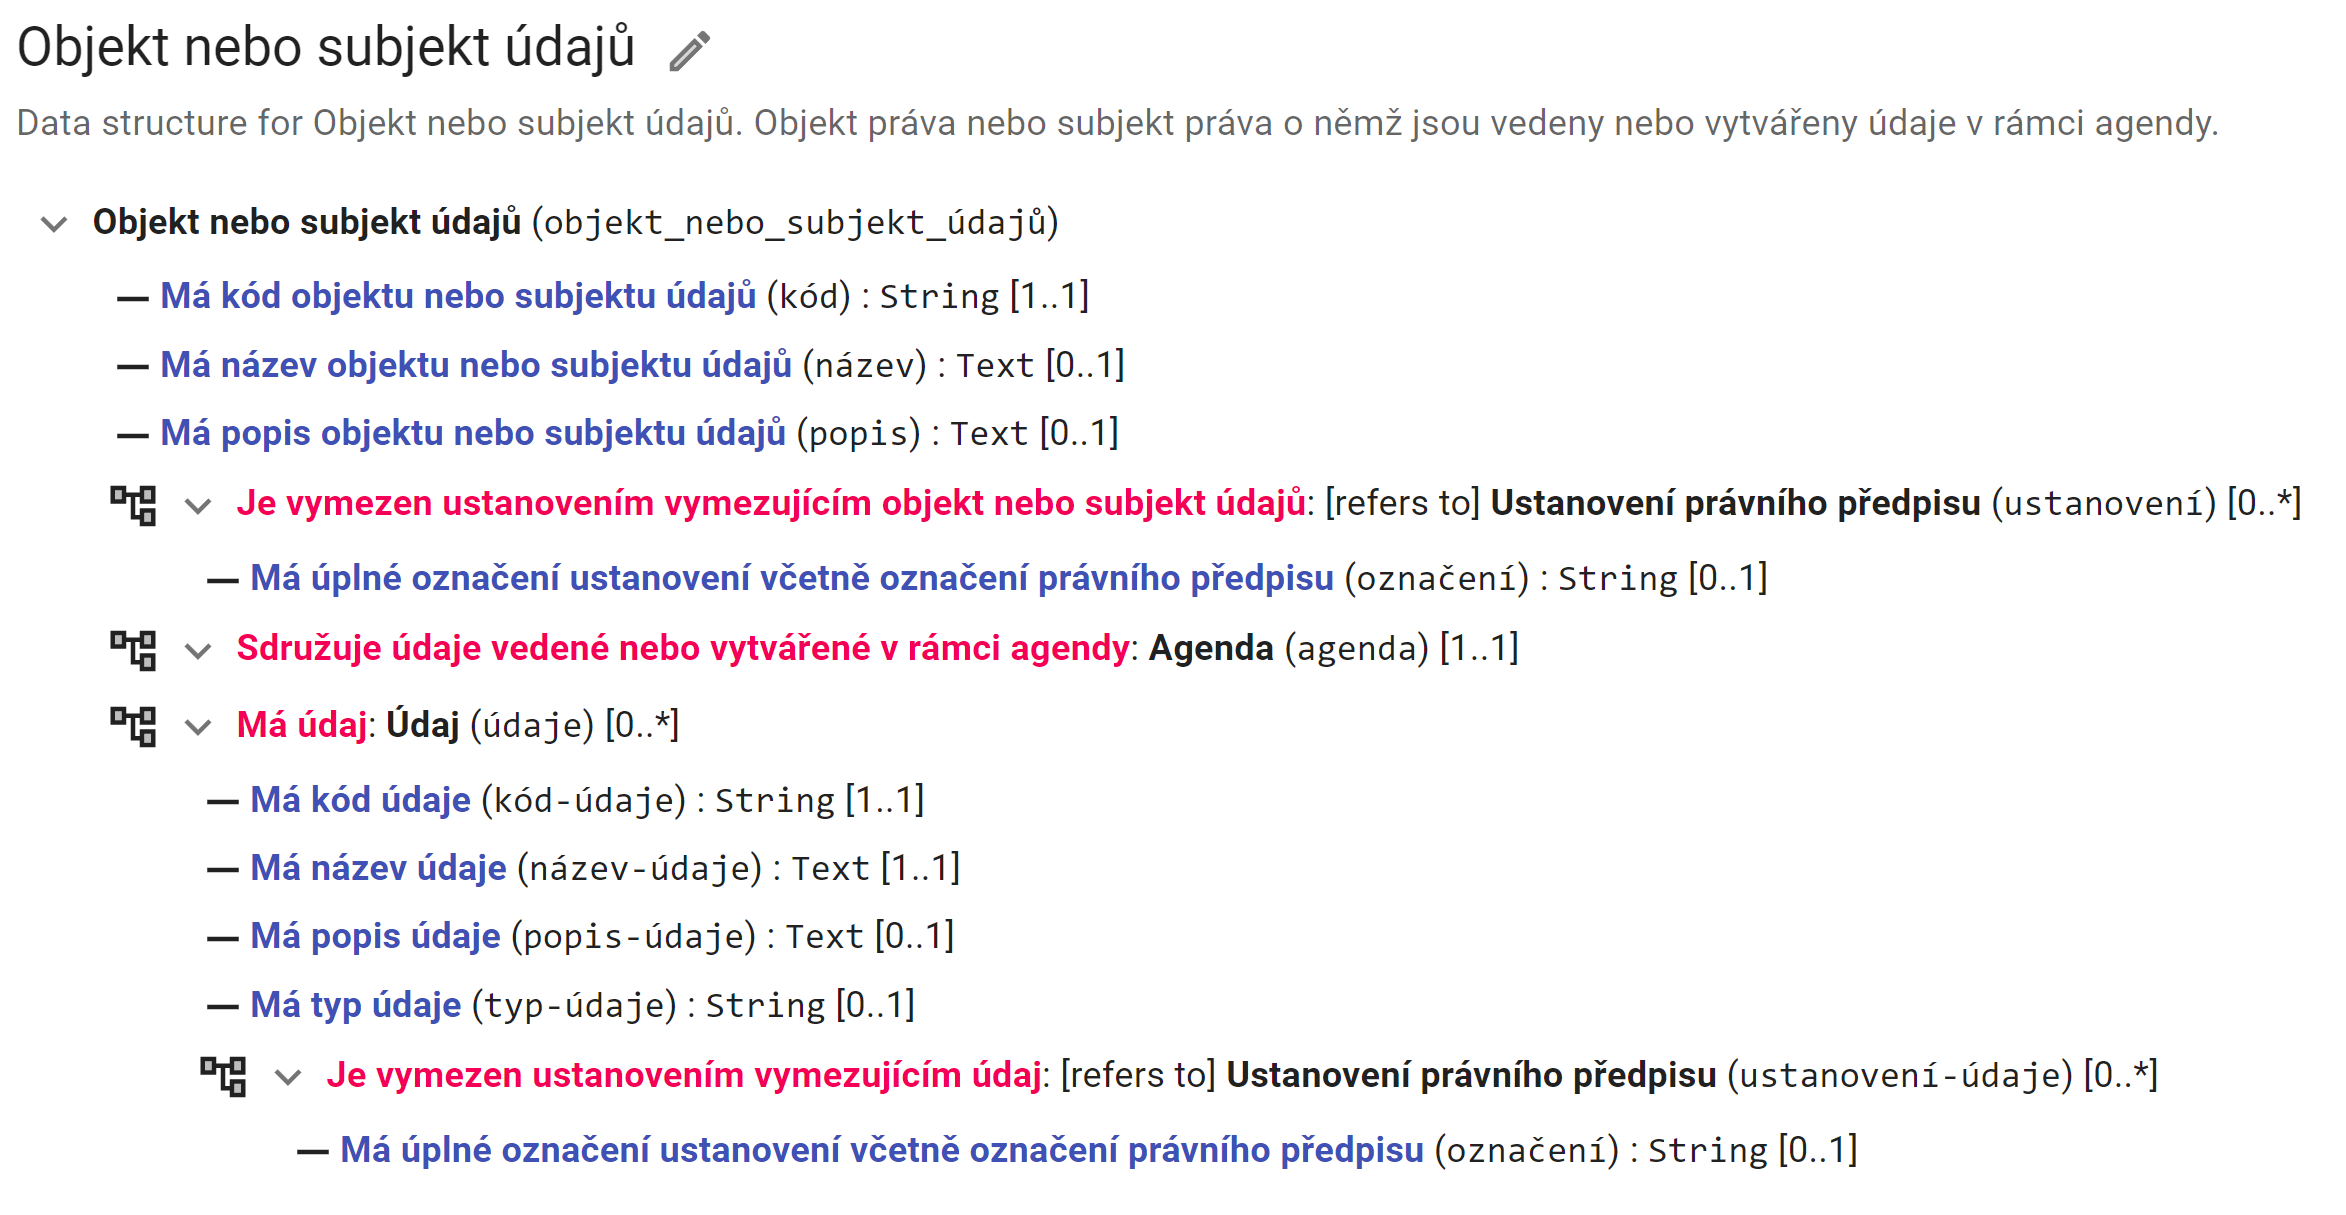 Objekt nebo subjekt údajů
Data structure for Objekt nebo subjekt údajů. Objekt práva nebo subjekt práva o němž jsou vedeny nebo vytvářeny údaje v rámci agendy.
Objekt nebo subjekt údajů (objekt_nebo_subjekt_údajů)
Má kód objektu nebo subjektu údajů (kód) : String [1..1]
Má název objektu nebo subjektu údajů (název) : Text [0..1]
Má popis objektu nebo subjektu údajů (popis) : Text [0..1]
Je vymezen ustanovením vymezujícím objekt nebo subjekt údajů: [refers to] Ustanovení právního předpisu (ustanovení) [0..*]
Má úplné označení ustanovení včetně označení právního předpisu (označení) : String [0..1]
Sdružuje údaje vedené nebo vytvářené v rámci agendy: Agenda (agenda) [1..1]
Má údaj: Údaj (údaje) [0..*]
Má kód údaje (kód-údaje) : String [1..1]
Má název údaje (název-údaje) : Text [1..1]
Má popis údaje (popis-údaje) : Text [0..1]
Má typ údaje (typ-údaje) : String [0..1]
Je vymezen ustanovením vymezujícím údaj: [refers to] Ustanovení právního předpisu (ustanovení-údaje) [0..*]
Má úplné označení ustanovení včetně označení právního předpisu (označení) : String [0..1]